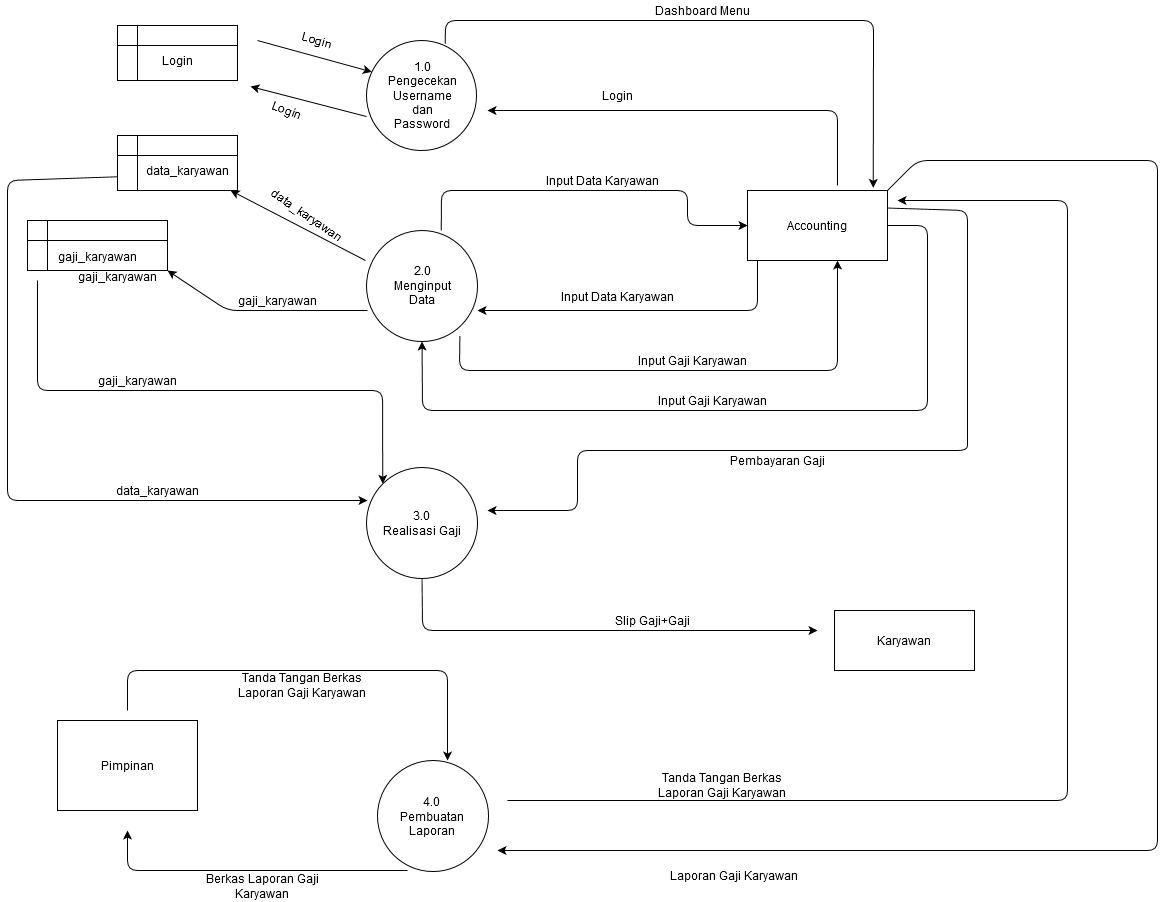 Dashboard Menu
Login
Login
1.0
Pengecekan
Username
dan
Password
Login
Login
data_karyawan
Input Data Karyawan
data_karyawan
Accounting
gaji_karyawan
gaji_karyawan
2.0
Menginput
Data
gaji_karyawan
Input Data Karyawan
Input Gaji Karyawan
gaji_karyawan
Input Gaji Karyawan
Pembayaran Gaji
data_karyawan
3.0
Realisasi Gaji
Slip Gaji+Gaji
Karyawan
Tanda Tangan Berkas
Laporan Gaji Karyawan
Pimpinan
Tanda Tangan Berkas
Laporan Gaji Karyawan
4.0
Pembuatan
Laporan
Berkas Laporan Gaji
Karyawan
Laporan Gaji Karyawan